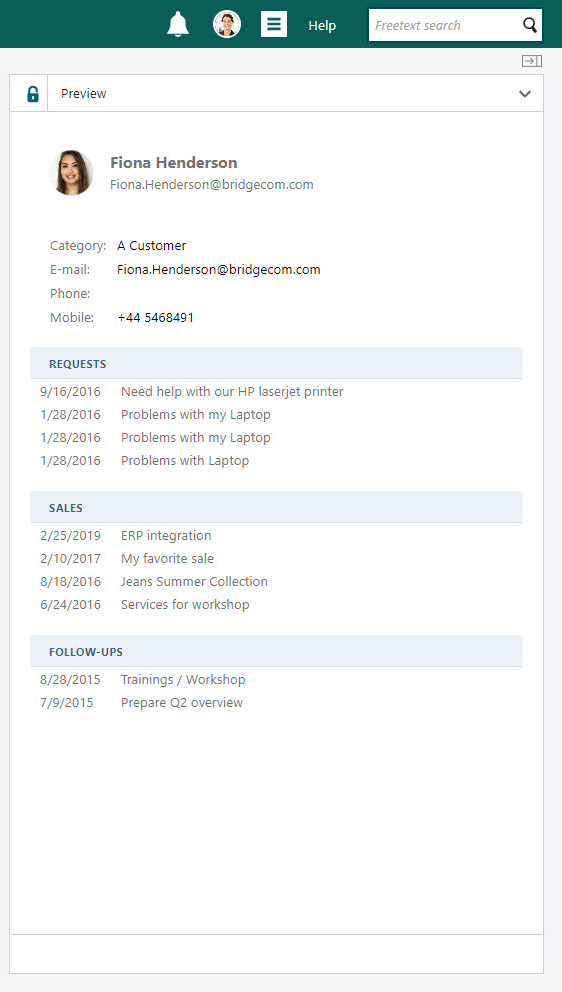 Help
Freetext search
Preview
Fiona Henderson
Fiona.Henderson@bridgecom.com
Category: A Customer
E-mail: Fiona.Henderson@bridgecom.com
Phone:
Mobile: +44 5468491
REQUESTS
9/16/2016 Need help with our HP laserjet printer
1/28/2016 Problems with my Laptop
1/28/2016 Problems with my Laptop
1/28/2016 Problems with Laptop
SALES
2/25/2019 ERP integration
2/10/2017 My favorite sale
8/18/2016 Jeans Summer Collection
6/24/2016 Services for workshop
FOLLOW-UPS
8/28/2015 Trainings / Workshop
7/9/2015 Prepare Q2 overview